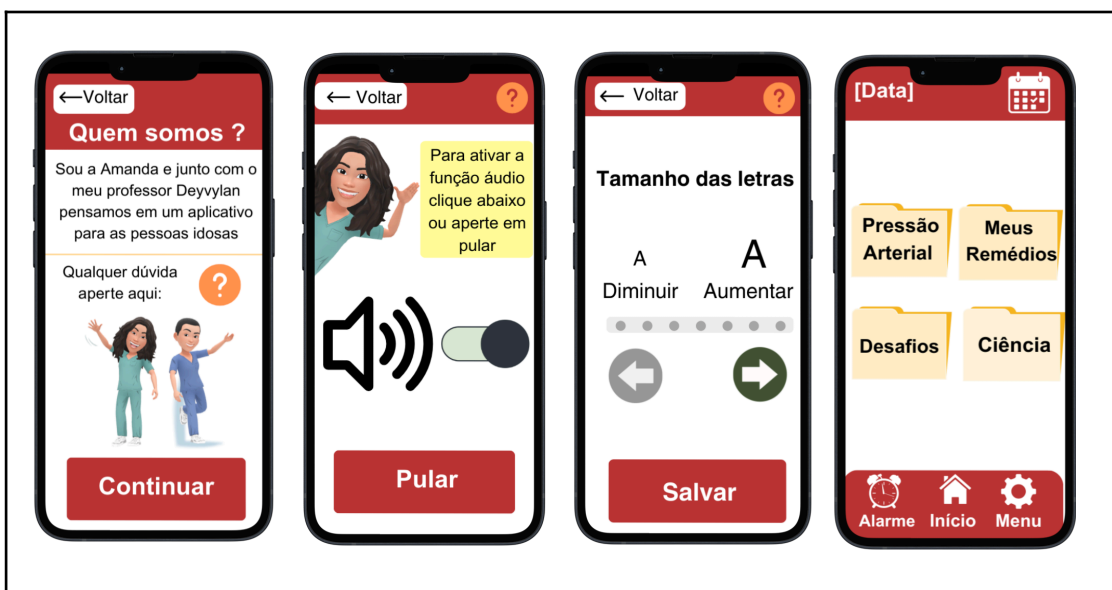 ←Voltar
Quem somos ?
Sou a Amanda e junto com o
meu professor Deyvylan
pensamos em um aplicativo
para as pessoas idosas
Qualquer dúvida
aperte aqui:
?
Continuar
← Voltar
?
Para ativar a
função áudio
clique abaixo
ou aperte em
pular
Pular
← Voltar
?
Tamanho das letras
A
A
Diminuir
Aumentar
Salvar
[Data]
Pressão
Arterial
Meus
Remédios
Desafios
Ciência
Alarme
Início
Menu